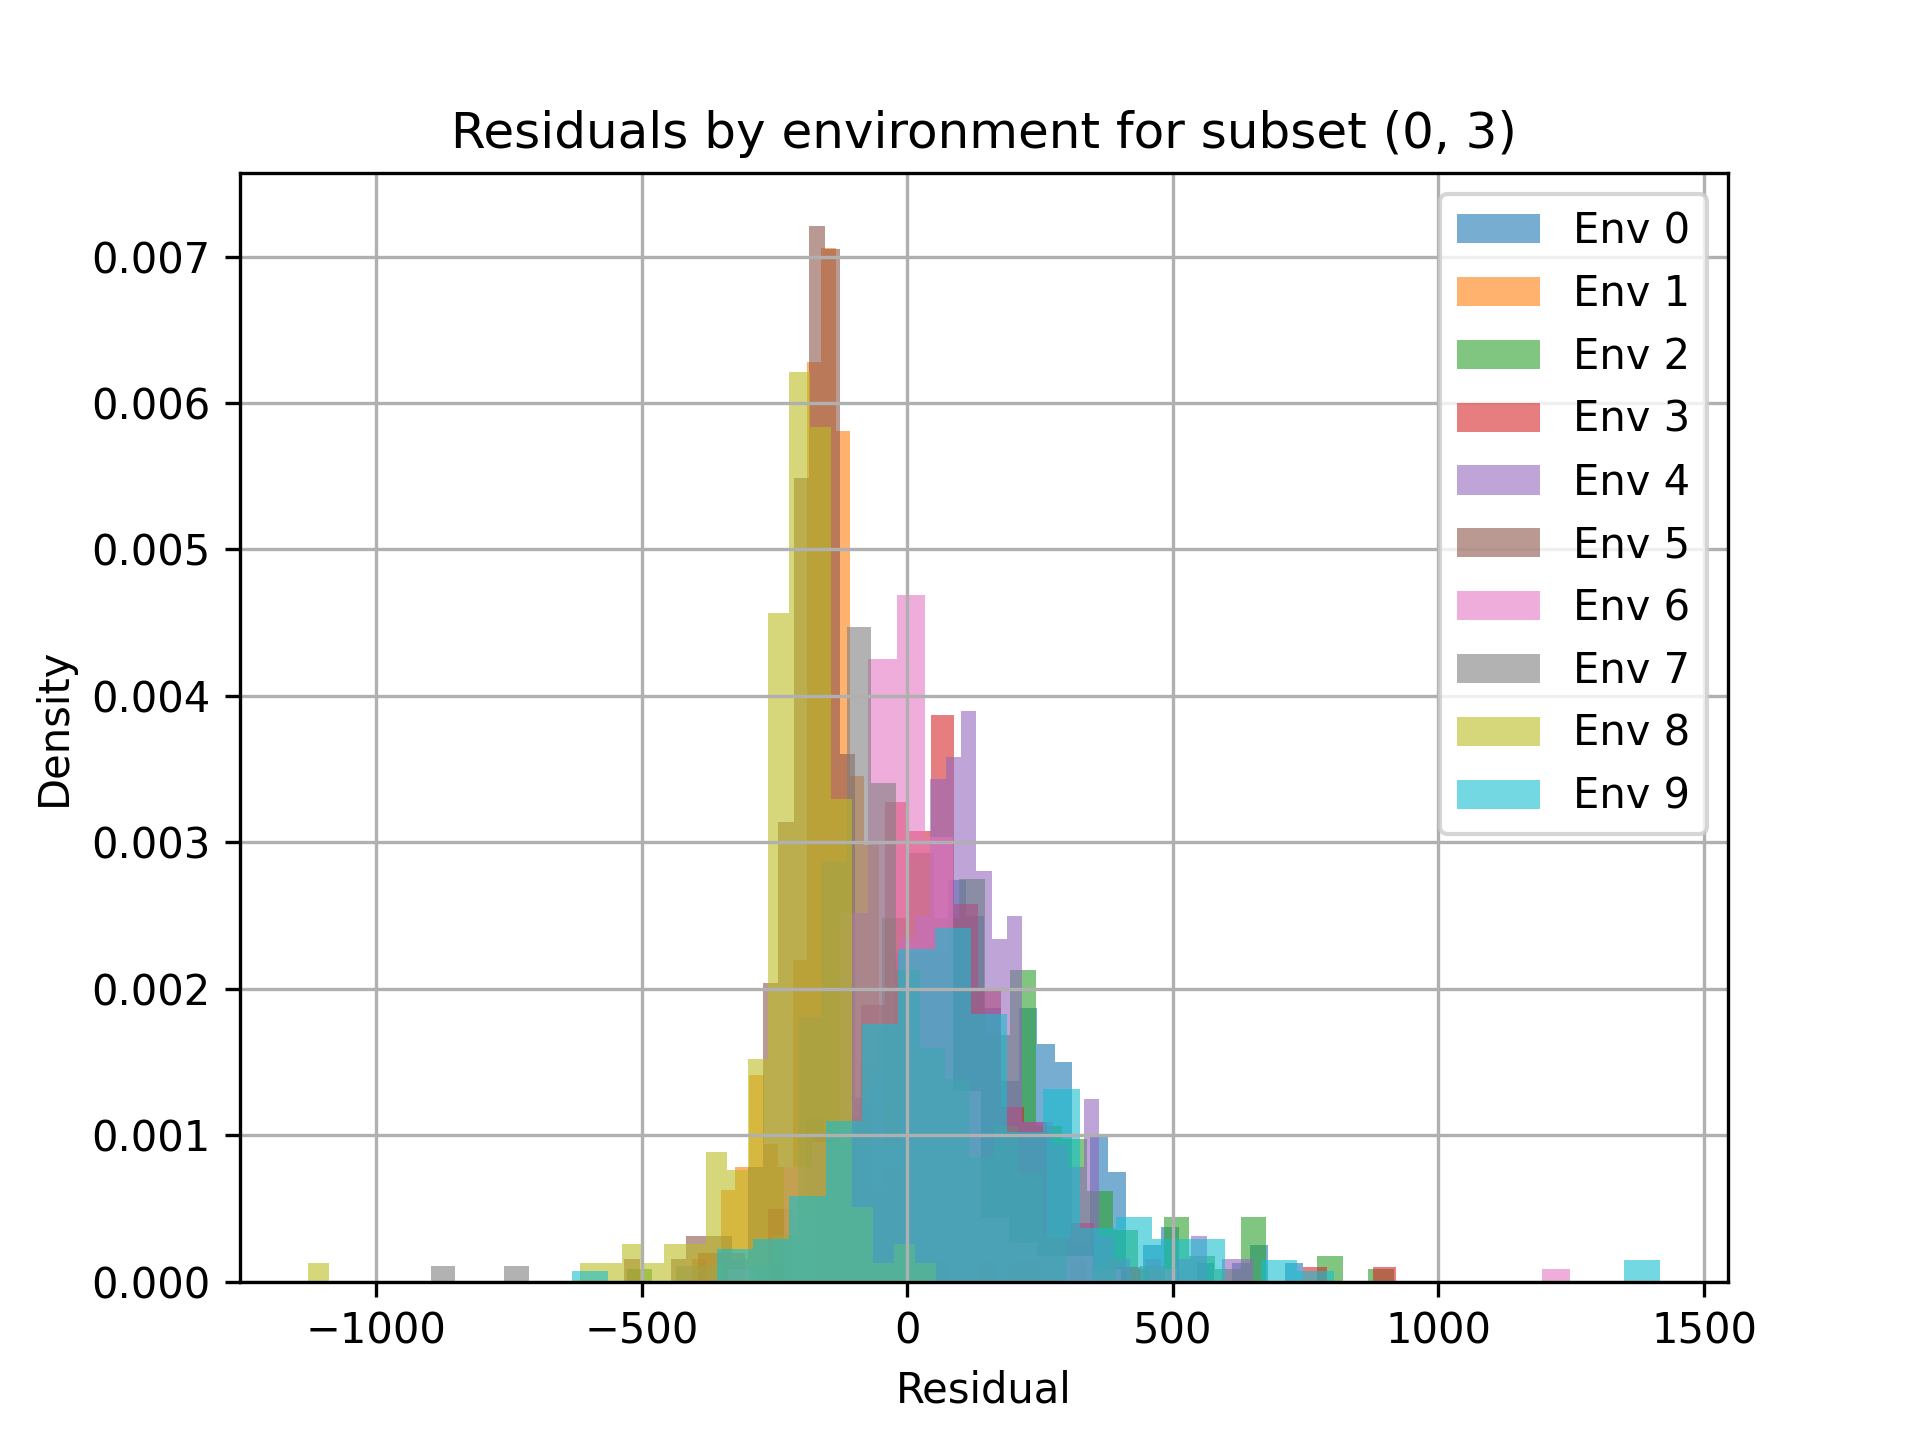 Residuals by environment for subset (0, 3)
Env 0
Env 1
Env 2
Env 3
Env 4
Env 5
Env 6
Env 7
Env 8
Env 9
0.007
0.006
0.005
0.004
0.003
0.002
0.001
0.000
Density
−1000
−500
0
500
1000
1500
Residual